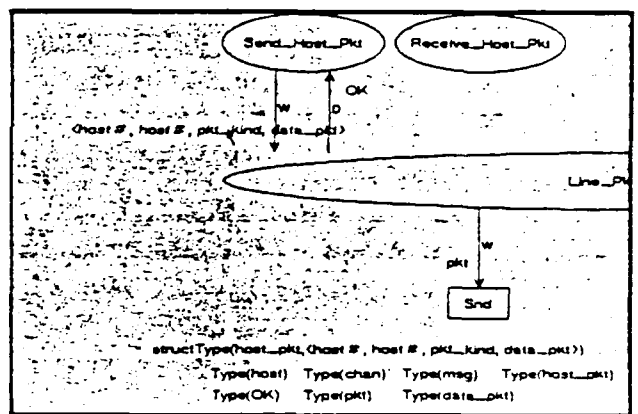 Send_Host_Pkt
Receive_Host_Pkt
OK
W
D
<host#, host#, pkt_kind, data_pkt>
Line_Pk
W
pkt
Snd
structType(host_pkt,<host#, host#, pkt_kind, data_pkt>)
Type(host) Type(chan) Type(msg) Type(host_pkt)
Type(OK) Type(pkt) Type(data_pkt)